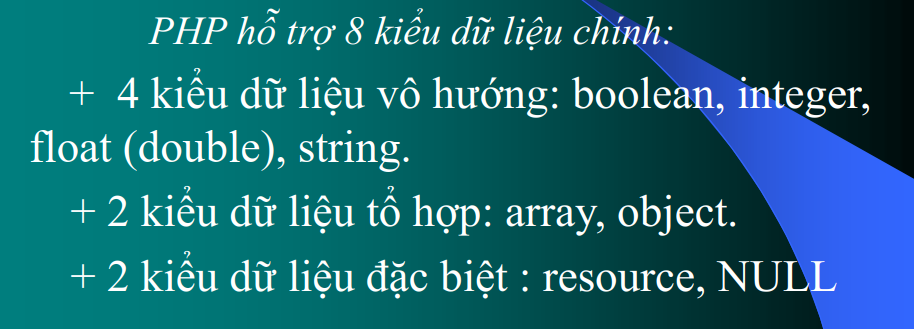 PHP hỗ trợ 8 kiểu dữ liệu chính:
+ 4 kiểu dữ liệu vô hướng: boolean, integer,
float (double), string.
+ 2 kiểu dữ liệu tổ hợp: array, object.
+ 2 kiểu dữ liệu đặc biệt : resource, NULL